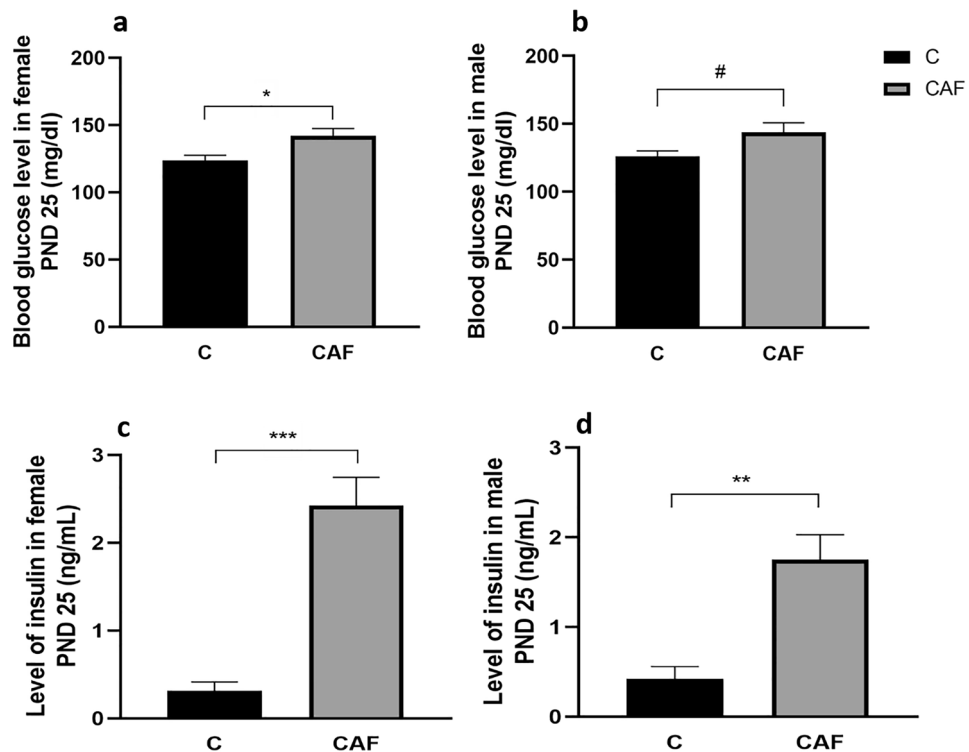 a
Blood glucose level in female
PND 25 (mg/dl)
200
150
100
50
0
*
C
CAF
b
Blood glucose level in male
PND 25 (mg/dl)
200
150
100
50
0
#
C
CAF
C
CAF
c
Level of insulin in female
PND 25 (ng/mL)
3
2
1
0
***
C
CAF
d
Level of insulin in male
PND 25 (ng/mL)
3
2
1
0
**
C
CAF